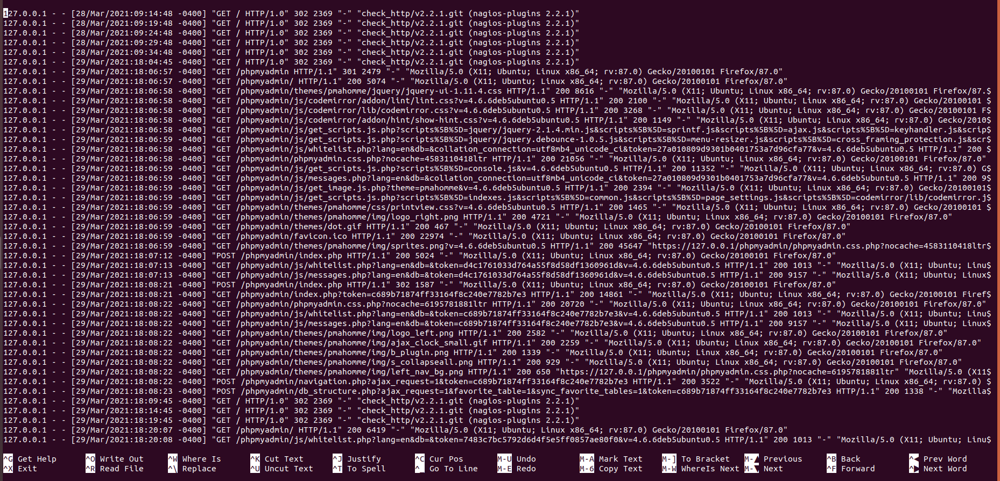 127.0.0.1 - - [28/Mar/2021:09:14:48 -0400] "GET / HTTP/1.0" 302 2369 "-" "check_http/v2.2.1.git (nagios-plugins 2.2.1)"
127.0.0.1 - - [28/Mar/2021:09:19:48 -0400] "GET / HTTP/1.0" 302 2369 "-" "check_http/v2.2.1.git (nagios-plugins 2.2.1)"
127.0.0.1 - - [28/Mar/2021:09:24:48 -0400] "GET / HTTP/1.0" 302 2369 "-" "check_http/v2.2.1.git (nagios-plugins 2.2.1)"
127.0.0.1 - - [28/Mar/2021:09:29:48 -0400] "GET / HTTP/1.0" 302 2369 "-" "check_http/v2.2.1.git (nagios-plugins 2.2.1)"
127.0.0.1 - - [28/Mar/2021:09:34:48 -0400] "GET / HTTP/1.0" 302 2369 "-" "check_http/v2.2.1.git (nagios-plugins 2.2.1)"
127.0.0.1 - - [29/Mar/2021:18:04:45 -0400] "GET / HTTP/1.0" 302 2369 "-" "check_http/v2.2.1.git (nagios-plugins 2.2.1)"
127.0.0.1 - - [29/Mar/2021:18:06:57 -0400] "GET /phpmyadmin HTTP/1.1" 301 2479 "-" "Mozilla/5.0 (X11; Ubuntu; Linux x86_64; rv:87.0) Gecko/20100101 Firefox/87.0"
127.0.0.1 - - [29/Mar/2021:18:06:57 -0400] "GET /phpmyadmin/ HTTP/1.1" 200 5074 "-" "Mozilla/5.0 (X11; Ubuntu; Linux x86_64; rv:87.0) Gecko/20100101 Firefox/87.0"
127.0.0.1 - - [29/Mar/2021:18:06:58 -0400] "GET /phpmyadmin/themes/pmahomme/jquery/jquery-ui-1.11.4.css HTTP/1.1" 200 8616 "-" "Mozilla/5.0 (X11; Ubuntu; Linux x86_64; rv:87.0) Gecko/20100101 Firefox/87.$
127.0.0.1 - - [29/Mar/2021:18:06:58 -0400] "GET /phpmyadmin/js/codemirror/addon/lint/lint.css?v=4.6.6deb5ubuntu0.5 HTTP/1.1" 200 2100 "-" "Mozilla/5.0 (X11; Ubuntu; Linux x86_64; rv:87.0) Gecko/20100101 $
127.0.0.1 - - [29/Mar/2021:18:06:58 -0400] "GET /phpmyadmin/js/codemirror/lib/codemirror.css?v=4.6.6deb5ubuntu0.5 HTTP/1.1" 200 3268 "-" "Mozilla/5.0 (X11; Ubuntu; Linux x86_64; rv:87.0) Gecko/20100101 F$
127.0.0.1 - - [29/Mar/2021:18:06:58 -0400] "GET /phpmyadmin/js/codemirror/addon/hint/show-hint.css?v=4.6.6deb5ubuntu0.5 HTTP/1.1" 200 1149 "-" "Mozilla/5.0 (X11; Ubuntu; Linux x86_64; rv:87.0) Gecko/2010$
127.0.0.1 - - [29/Mar/2021:18:06:58 -0400] "GET /phpmyadmin/js/get_scripts.js.php?scripts%5B%5D=jquery/jquery-2.1.4.min.js&scripts%5B%5D=sprintf.js&scripts%5B%5D=ajax.js&scripts%5B%5D=keyhandler.js&scrip$
127.0.0.1 - - [29/Mar/2021:18:06:59 -0400] "GET /phpmyadmin/js/get_scripts.js.php?scripts%5B%5D=jquery/jquery.debounce-1.0.5.js&scripts%5B%5D=menu-resizer.js&scripts%5B%5D=cross_framing_protection.js&scr$
127.0.0.1 - - [29/Mar/2021:18:06:58 -0400] "GET /phpmyadmin/js/whitelist.php?lang=en&db=&collation_connection=utf8mb4_unicode_ci&token=27a010809d9301b0401753a7d96cfa77&v=4.6.6deb5ubuntu0.5 HTTP/1.1" 200 $
127.0.0.1 - - [29/Mar/2021:18:06:58 -0400] "GET /phpmyadmin/phpmyadmin.css.php?nocache=4583110418ltr HTTP/1.1" 200 21056 "-" "Mozilla/5.0 (X11; Ubuntu; Linux x86_64; rv:87.0) Gecko/20100101 Firefox/87.0"
127.0.0.1 - - [29/Mar/2021:18:06:59 -0400] "GET /phpmyadmin/js/get_scripts.js.php?scripts%5B%5D=console.js&v=4.6.6deb5ubuntu0.5 HTTP/1.1" 200 11352 "-" "Mozilla/5.0 (X11; Ubuntu; Linux x86_64; rv:87.0) G$
127.0.0.1 - - [29/Mar/2021:18:06:59 -0400] "GET /phpmyadmin/js/messages.php?lang=en&db=&collation_connection=utf8mb4_unicode_ci&token=27a010809d9301b0401753a7d96cfa77&v=4.6.6deb5ubuntu0.5 HTTP/1.1" 200 9$
127.0.0.1 - - [29/Mar/2021:18:06:59 -0400] "GET /phpmyadmin/js/get_image.js.php?theme=pmahomme&v=4.6.6deb5ubuntu0.5 HTTP/1.1" 200 2394 "-" "Mozilla/5.0 (X11; Ubuntu; Linux x86_64; rv:87.0) Gecko/20100101$
127.0.0.1 - - [29/Mar/2021:18:06:59 -0400] "GET /phpmyadmin/js/get_scripts.js.php?scripts%5B%5D=indexes.js&scripts%5B%5D=common.js&scripts%5B%5D=page_settings.js&scripts%5B%5D=codemirror/lib/codemirror.j$
127.0.0.1 - - [29/Mar/2021:18:06:59 -0400] "GET /phpmyadmin/themes/pmahomme/css/printview.css?v=4.6.6deb5ubuntu0.5 HTTP/1.1" 200 1465 "-" "Mozilla/5.0 (X11; Ubuntu; Linux x86_64; rv:87.0) Gecko/20100101 $
127.0.0.1 - - [29/Mar/2021:18:06:59 -0400] "GET /phpmyadmin/themes/pmahomme/img/logo_right.png HTTP/1.1" 200 4721 "-" "Mozilla/5.0 (X11; Ubuntu; Linux x86_64; rv:87.0) Gecko/20100101 Firefox/87.0"
127.0.0.1 - - [29/Mar/2021:18:06:59 -0400] "GET /phpmyadmin/themes/dot.gif HTTP/1.1" 200 467 "-" "Mozilla/5.0 (X11; Ubuntu; Linux x86_64; rv:87.0) Gecko/20100101 Firefox/87.0"
127.0.0.1 - - [29/Mar/2021:18:06:59 -0400] "GET /phpmyadmin/favicon.ico HTTP/1.1" 200 22974 "-" "Mozilla/5.0 (X11; Ubuntu; Linux x86_64; rv:87.0) Gecko/20100101 Firefox/87.0"
127.0.0.1 - - [29/Mar/2021:18:06:59 -0400] "GET /phpmyadmin/themes/pmahomme/img/sprites.png?v=4.6.6deb5ubuntu0.5 HTTP/1.1" 200 45647 "https://127.0.0.1/phpmyadmin/phpmyadmin.css.php?nocache=4583110418ltr$
127.0.0.1 - - [29/Mar/2021:18:07:12 -0400] "POST /phpmyadmin/index.php HTTP/1.1" 200 5024 "-" "Mozilla/5.0 (X11; Ubuntu; Linux x86_64; rv:87.0) Gecko/20100101 Firefox/87.0"
127.0.0.1 - - [29/Mar/2021:18:07:13 -0400] "GET /phpmyadmin/js/whitelist.php?lang=en&db=&token=d4c1761033d764a55f8d58df1360961d&v=4.6.6deb5ubuntu0.5 HTTP/1.1" 200 1013 "-" "Mozilla/5.0 (X11; Ubuntu; Linu$
127.0.0.1 - - [29/Mar/2021:18:07:13 -0400] "GET /phpmyadmin/js/messages.php?lang=en&db=&token=d4c1761033d764a55f8d58df1360961d&v=4.6.6deb5ubuntu0.5 HTTP/1.1" 200 9157 "-" "Mozilla/5.0 (X11; Ubuntu; Linux$
127.0.0.1 - - [29/Mar/2021:18:08:21 -0400] "POST /phpmyadmin/index.php HTTP/1.1" 302 1587 "-" "Mozilla/5.0 (X11; Ubuntu; Linux x86_64; rv:87.0) Gecko/20100101 Firefox/87.0"
127.0.0.1 - - [29/Mar/2021:18:08:21 -0400] "GET /phpmyadmin/index.php?token=c689b71874ff33164f8c240e7782b7e3 HTTP/1.1" 200 14861 "-" "Mozilla/5.0 (X11; Ubuntu; Linux x86_64; rv:87.0) Gecko/20100101 Firef$
127.0.0.1 - - [29/Mar/2021:18:08:22 -0400] "GET /phpmyadmin/phpmyadmin.css.php?nocache=6195781881ltr HTTP/1.1" 200 20720 "-" "Mozilla/5.0 (X11; Ubuntu; Linux x86_64; rv:87.0) Gecko/20100101 Firefox/87.0"
127.0.0.1 - - [29/Mar/2021:18:08:22 -0400] "GET /phpmyadmin/js/whitelist.php?lang=en&db=&token=c689b71874ff33164f8c240e7782b7e3&v=4.6.6deb5ubuntu0.5 HTTP/1.1" 200 1013 "-" "Mozilla/5.0 (X11; Ubuntu; Linu$
127.0.0.1 - - [29/Mar/2021:18:08:22 -0400] "GET /phpmyadmin/js/messages.php?lang=en&db=&token=c689b71874ff33164f8c240e7782b7e3&v=4.6.6deb5ubuntu0.5 HTTP/1.1" 200 9157 "-" "Mozilla/5.0 (X11; Ubuntu; Linux$
127.0.0.1 - - [29/Mar/2021:18:08:22 -0400] "GET /phpmyadmin/themes/pmahomme/img/logo_left.png HTTP/1.1" 200 2582 "-" "Mozilla/5.0 (X11; Ubuntu; Linux x86_64; rv:87.0) Gecko/20100101 Firefox/87.0"
127.0.0.1 - - [29/Mar/2021:18:08:22 -0400] "GET /phpmyadmin/themes/pmahomme/img/ajax_clock_small.gif HTTP/1.1" 200 2259 "-" "Mozilla/5.0 (X11; Ubuntu; Linux x86_64; rv:87.0) Gecko/20100101 Firefox/87.0"
127.0.0.1 - - [29/Mar/2021:18:08:22 -0400] "GET /phpmyadmin/themes/pmahomme/img/b_plugin.png HTTP/1.1" 200 1339 "-" "Mozilla/5.0 (X11; Ubuntu; Linux x86_64; rv:87.0) Gecko/20100101 Firefox/87.0"
127.0.0.1 - - [29/Mar/2021:18:08:22 -0400] "GET /phpmyadmin/themes/pmahomme/img/s_collapseall.png HTTP/1.1" 200 929 "-" "Mozilla/5.0 (X11; Ubuntu; Linux x86_64; rv:87.0) Gecko/20100101 Firefox/87.0"
127.0.0.1 - - [29/Mar/2021:18:08:22 -0400] "GET /phpmyadmin/themes/pmahomme/img/left_nav_bg.png HTTP/1.1" 200 650 "https://127.0.0.1/phpmyadmin/phpmyadmin.css.php?nocache=6195781881ltr" "Mozilla/5.0 (X11$
127.0.0.1 - - [29/Mar/2021:18:08:22 -0400] "POST /phpmyadmin/navigation.php?ajax_request=1&token=c689b71874ff33164f8c240e7782b7e3 HTTP/1.1" 200 3522 "-" "Mozilla/5.0 (X11; Ubuntu; Linux x86_64; rv:87.0) $
127.0.0.1 - - [29/Mar/2021:18:08:23 -0400] "POST /phpmyadmin/db_structure.php?ajax_request=1&favorite_table=1&sync_favorite_tables=1&token=c689b71874ff33164f8c240e7782b7e3 HTTP/1.1" 200 1338 "-" "Mozilla$
127.0.0.1 - - [29/Mar/2021:18:09:45 -0400] "GET / HTTP/1.0" 302 2369 "-" "check_http/v2.2.1.git (nagios-plugins 2.2.1)"
127.0.0.1 - - [29/Mar/2021:18:14:45 -0400] "GET / HTTP/1.0" 302 2369 "-" "check_http/v2.2.1.git (nagios-plugins 2.2.1)"
127.0.0.1 - - [29/Mar/2021:18:19:45 -0400] "GET / HTTP/1.0" 302 2369 "-" "check_http/v2.2.1.git (nagios-plugins 2.2.1)"
127.0.0.1 - - [29/Mar/2021:18:20:07 -0400] "GET /phpmyadmin/ HTTP/1.1" 200 6419 "-" "Mozilla/5.0 (X11; Ubuntu; Linux x86_64; rv:87.0) Gecko/20100101 Firefox/87.0"
127.0.0.1 - - [29/Mar/2021:18:20:08 -0400] "GET /phpmyadmin/js/whitelist.php?lang=en&db=&token=7483c7bc5792d6d4f5e5ff0857ae80f0&v=4.6.6deb5ubuntu0.5 HTTP/1.1" 200 1013 "-" "Mozilla/5.0 (X11; Ubuntu; Linu$
^G Get Help ^O Write Out ^W Where Is ^K Cut Text ^J Justify ^C Cur Pos M-U Undo M-A Mark Text M-] To Bracket M-▲ Previous ^B Back ^◀ Prev Word
^X Exit ^R Read File ^\ Replace ^U Uncut Text ^T To Spell ^_ Go To Line M-E Redo M-6 Copy Text M-W WhereIs Next M-▼ Next ^F Forward ^▶ Next Word